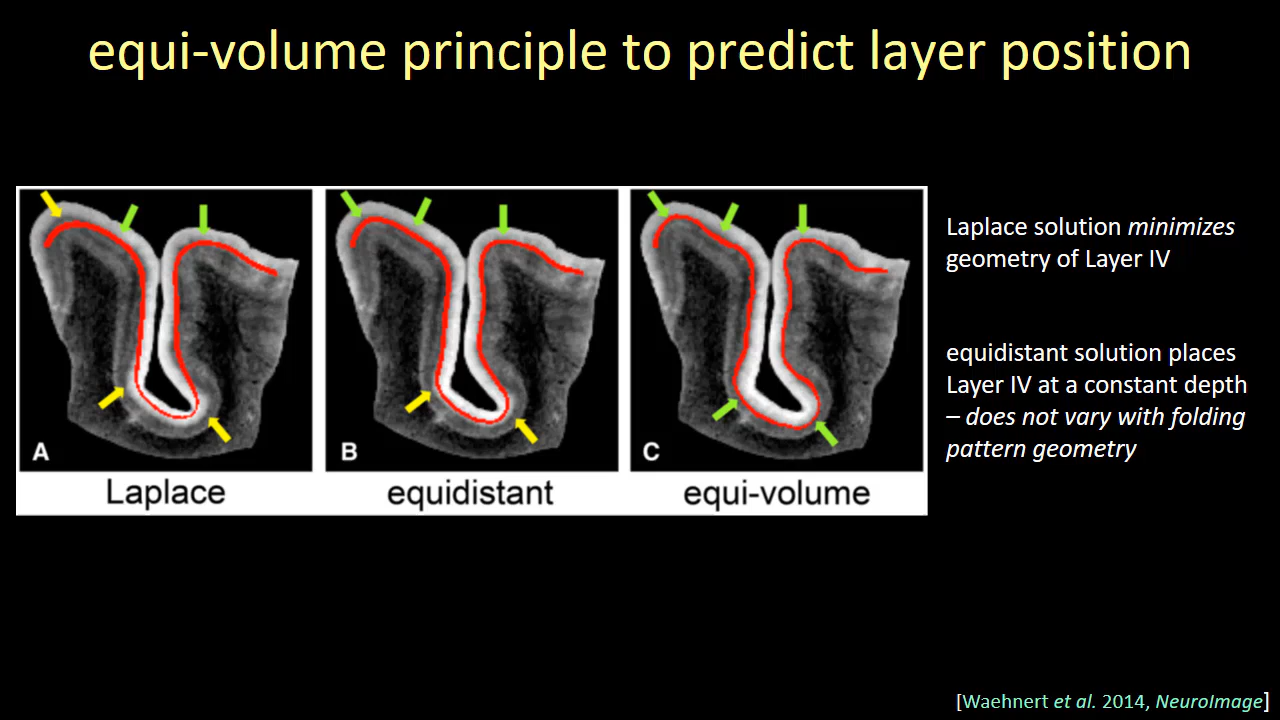 equi-volume principle to predict layer position
A
B
C
Laplace
equidistant
equi-volume
Laplace solution minimizes
geometry of Layer IV
equidistant solution places
Layer IV at a constant depth
– does not vary with folding
pattern geometry
[Waehnert et al. 2014, NeuroImage]